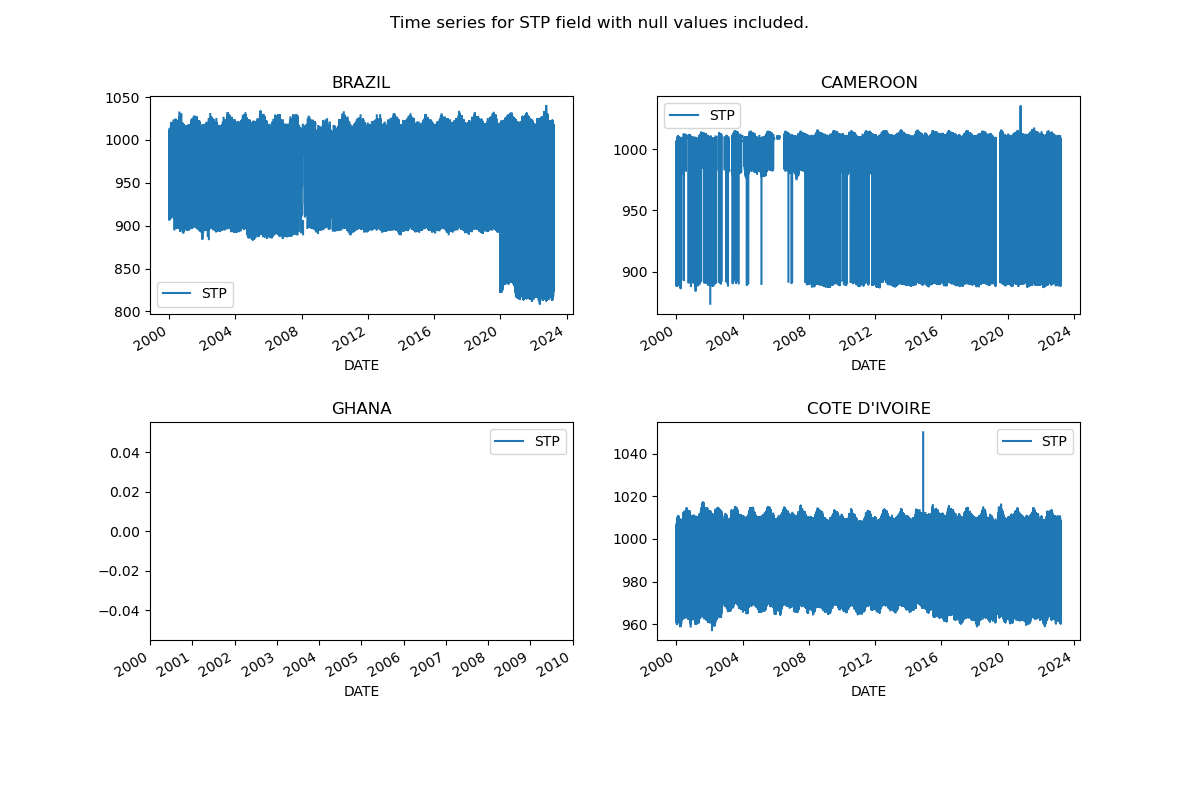 Time series for STP field with null values included.
BRAZIL
1050
1000
950
900
850
800
STP
2000 2004 2008 2012 2016 2020 2024
DATE
CAMEROON
STP
1000
950
900
2000 2004 2008 2012 2016 2020 2024
DATE
GHANA
STP
0.04
0.02
0.00
−0.02
−0.04
2000 2001 2002 2003 2004 2005 2006 2007 2008 2009 2010
DATE
COTE D'IVOIRE
STP
1040
1020
1000
980
960
2000 2004 2008 2012 2016 2020 2024
DATE